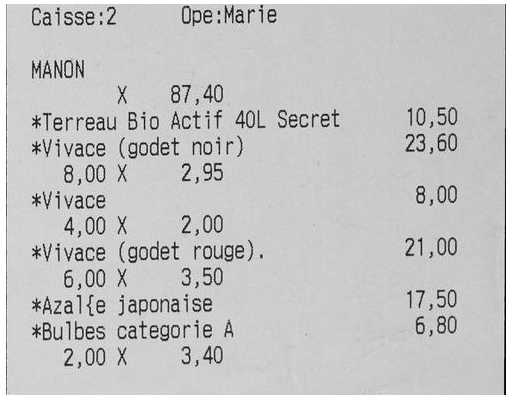 Caisse:2 Ope:Marie
MANON
X 87,40
*Terreau Bio Actif 40L Secret 10,50
*Vivace (godet noir) 23,60
8,00 X 2,95
*Vivace 8,00
4,00 X 2,00
*Vivace (godet rouge). 21,00
6,00 X 3,50
*Azal{e japonaise 17,50
*Bulbes categorie A 6,80
2,00 X 3,40